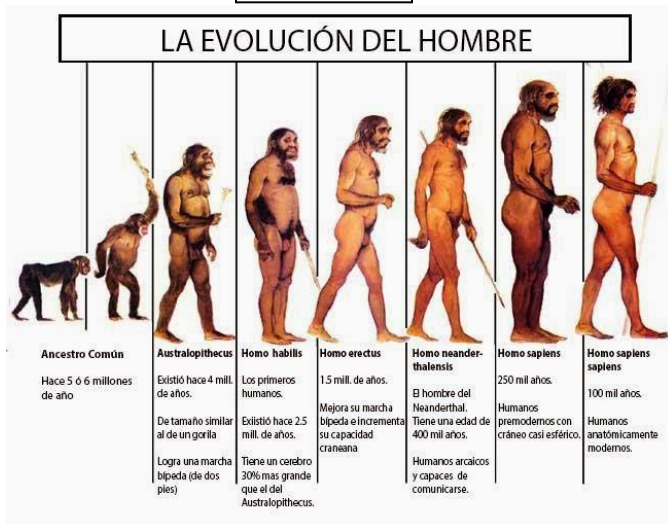 LA EVOLUCIÓN DEL HOMBRE
Ancestro Común
Hace 5 ó 6 millones
de año
Australopithecus
Existió hace 4 mill.
de años.
De tamaño similar
al de un gorila
Logra una marcha
bípeda (de dos
pies)
Homo habilis
Los primeros
humanos.
Exiistió hace 2.5
mill. de años.
Tiene un cerebro
30% mas grande
que el del
Australopithecus.
Homo erectus
1.5 mill. de años.
Mejora su marcha
bípeda e incrementa
su capacidad
craneana
Homo neander-
thalensis
El hombre del
Neanderthal.
Tiene una edad de
400 mil años.
Humanos arcaicos
y capaces de
comunicarse.
Homo sapiens
250 mil años.
Humanos
premodernos con
cráneo casi esférico.
Homo sapiens
sapiens
100 mil años.
Humanos
anatómicamente
modernos.